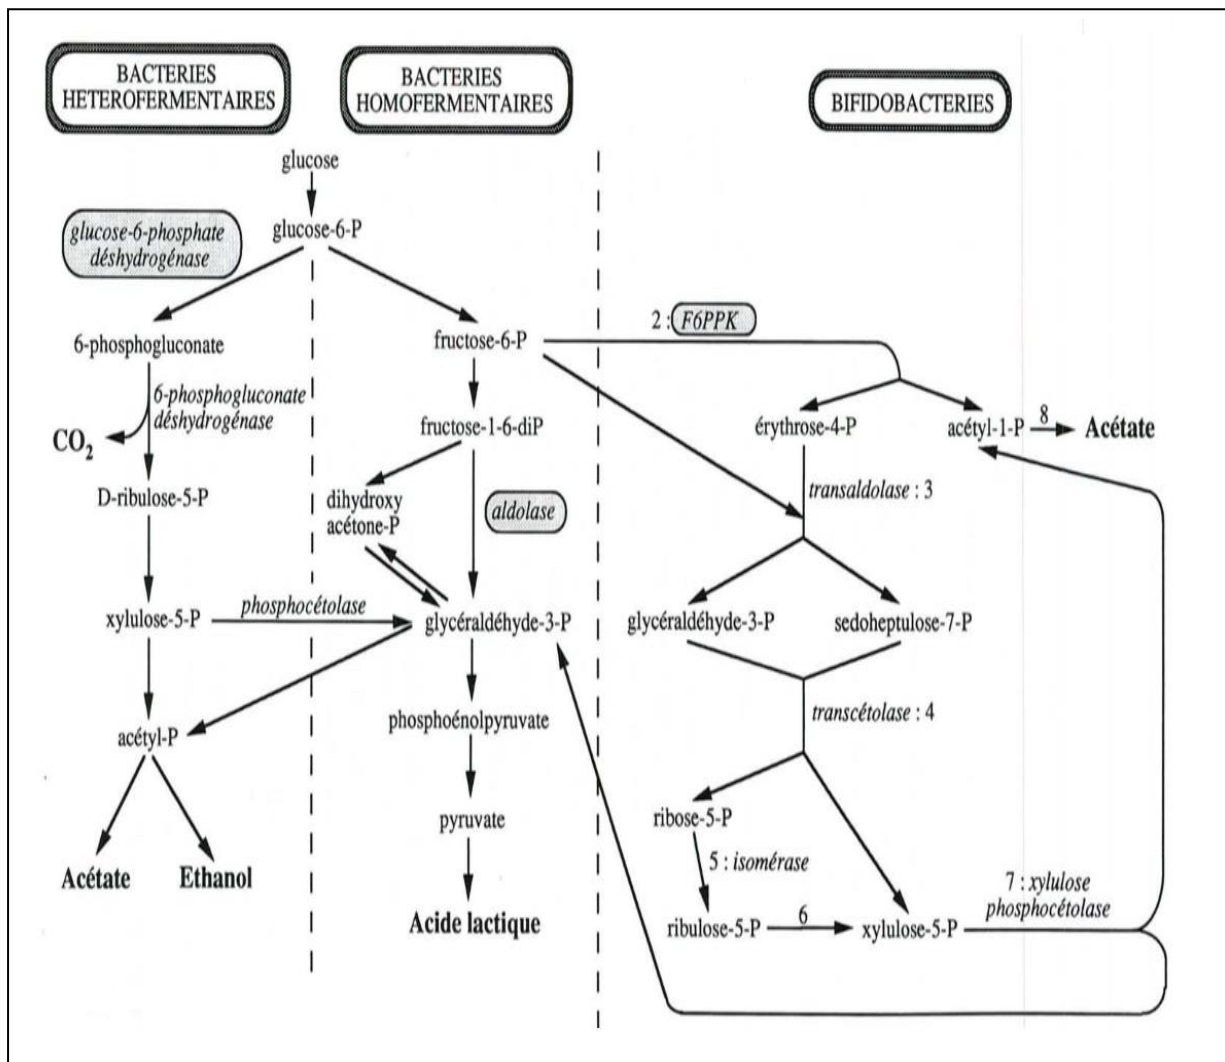 BACTERIES
HETEROFERMENTAIRES
BACTERIES
HOMOFERMENTAIRES
BIFIDOBACTERIES
glucose
glucose-6-P
glucose-6-phosphate
déshydrogénase
6-phosphogluconate
6-phosphogluconate
déshydrogénase
CO2
D-ribulose-5-P
xylulose-5-P
phosphocétolase
acétyl-P
Acétate
Ethanol
fructose-6-P
fructose-1-6-diP
dihydroxy
acétone-P
aldolase
glycéraldéhyde-3-P
phosphoénolpyruvate
pyruvate
Acide lactique
2 : F6PPK
érythrose-4-P
acétyl-1-P
8
Acétate
transaldolase : 3
glycéraldéhyde-3-P
sedoheptulose-7-P
transcétolase : 4
ribose-5-P
5 : isomérase
ribulose-5-P
6
xylulose-5-P
7 : xylulose
phosphocétolase